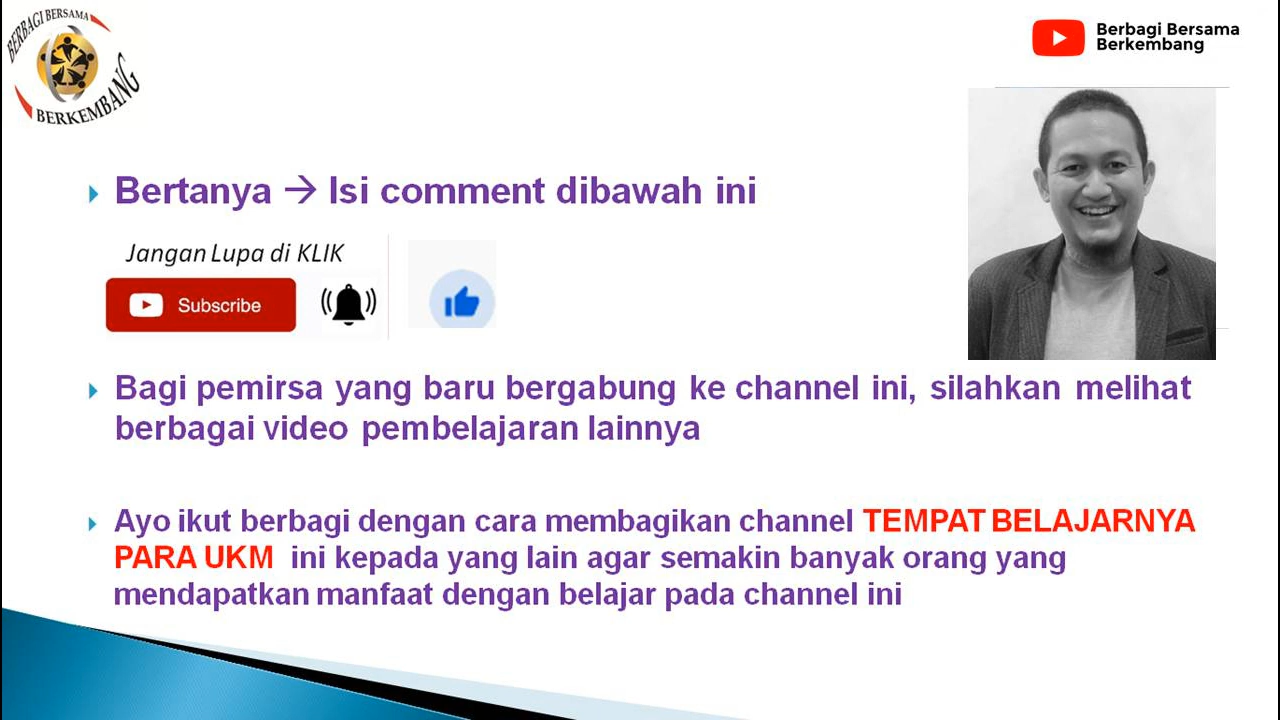 BERBAGI BERSAMA
BERKEMBANG
Berbagi Bersama
Berkembang
Bertanya → Isi comment dibawah ini
Jangan Lupa di KLIK
Subscribe
Bagi pemirsa yang baru bergabung ke channel ini, silahkan melihat
berbagai video pembelajaran lainnya
Ayo ikut berbagi dengan cara membagikan channel TEMPAT BELAJARNYA
PARA UKM ini kepada yang lain agar semakin banyak orang yang
mendapatkan manfaat dengan belajar pada channel ini